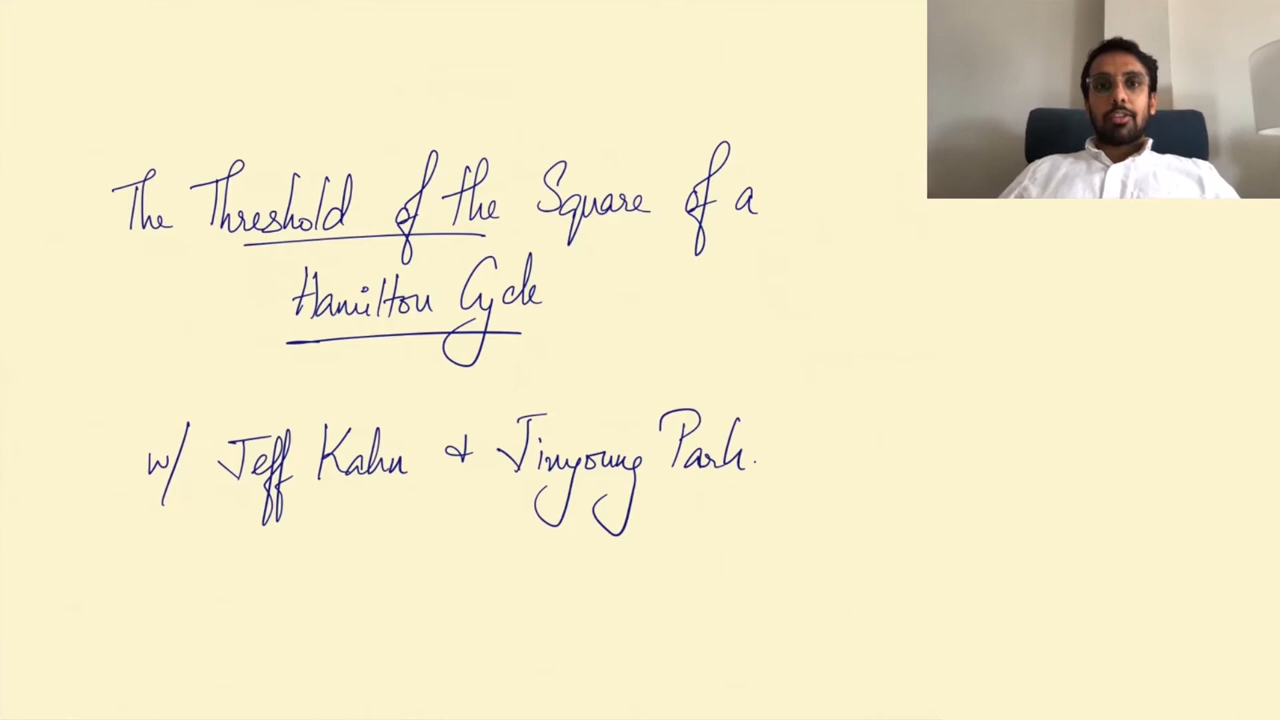 The Threshold of the Square of a
Hamilton Cycle
w/ Jeff Kahn & Jinyoung Park.